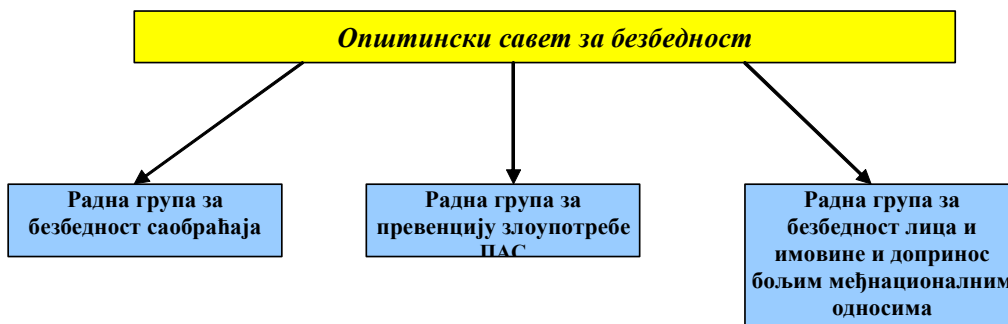 Општински савет за безбедност
Радна група за
безбедност саобраћаја
Радна група за
превенцију злоупотребе
ПАС
Радна група за
безбедност лица и
имовине и допринос
бољим међнационалним
односима